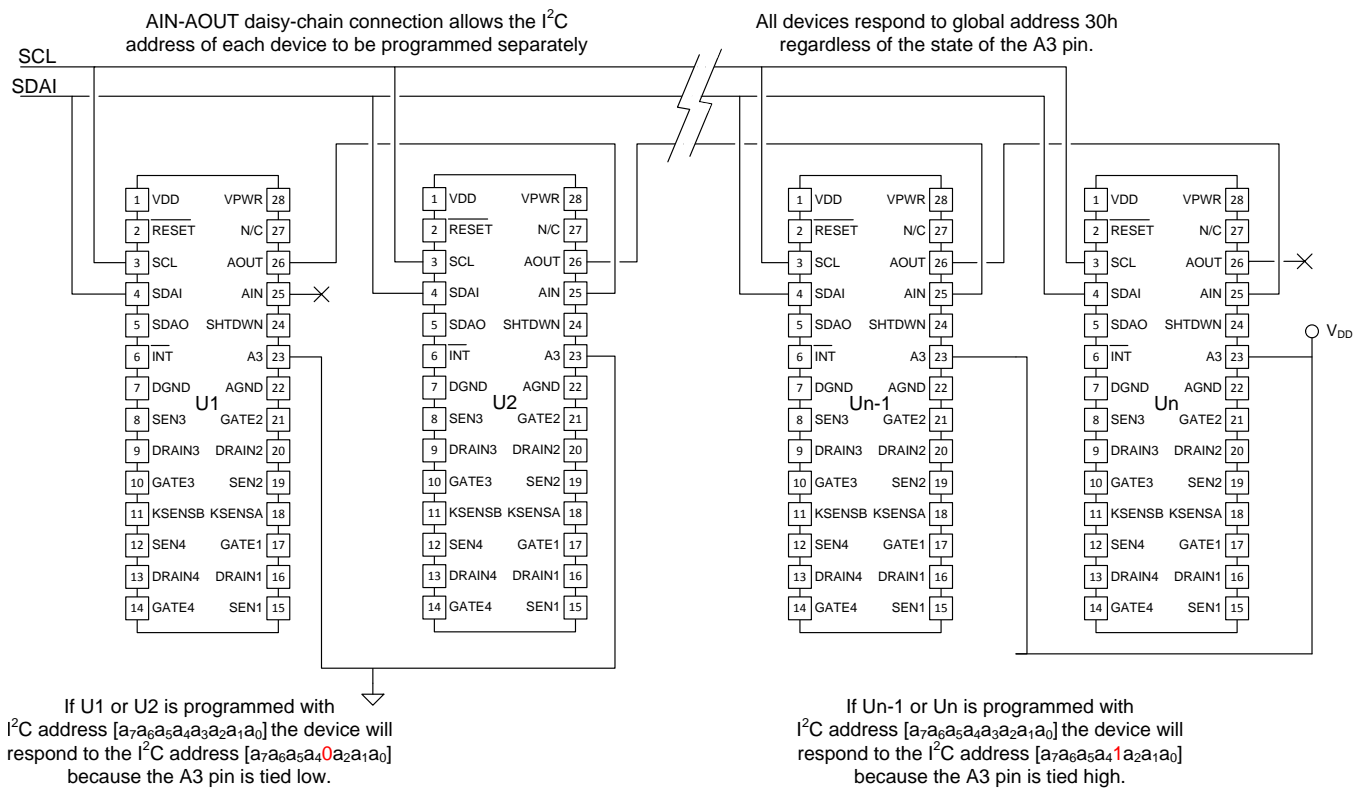 AIN-AOUT daisy-chain connection allows the I²C
address of each device to be programmed separately
All devices respond to global address 30h
regardless of the state of the A3 pin.
SCL
SDAI
1 VDD VPWR 28
2 RESET N/C 27
3 SCL AOUT 26
4 SDAI AIN 25
5 SDAO SHTDWN 24
6 INT A3 23
7 DGND AGND 22
U1
8 SEN3 GATE2 21
9 DRAIN3 DRAIN2 20
10 GATE3 SEN2 19
11 KSENSB KSENSA 18
12 SEN4 GATE1 17
13 DRAIN4 DRAIN1 16
14 GATE4 SEN1 15
1 VDD VPWR 28
2 RESET N/C 27
3 SCL AOUT 26
4 SDAI AIN 25
5 SDAO SHTDWN 24
6 INT A3 23
7 DGND AGND 22
U2
8 SEN3 GATE2 21
9 DRAIN3 DRAIN2 20
10 GATE3 SEN2 19
11 KSENSB KSENSA 18
12 SEN4 GATE1 17
13 DRAIN4 DRAIN1 16
14 GATE4 SEN1 15
1 VDD VPWR 28
2 RESET N/C 27
3 SCL AOUT 26
4 SDAI AIN 25
5 SDAO SHTDWN 24
6 INT A3 23
7 DGND AGND 22
Un-1
8 SEN3 GATE2 21
9 DRAIN3 DRAIN2 20
10 GATE3 SEN2 19
11 KSENSB KSENSA 18
12 SEN4 GATE1 17
13 DRAIN4 DRAIN1 16
14 GATE4 SEN1 15
1 VDD VPWR 28
2 RESET N/C 27
3 SCL AOUT 26
4 SDAI AIN 25
5 SDAO SHTDWN 24
6 INT A3 23
7 DGND AGND 22
Un
8 SEN3 GATE2 21
9 DRAIN3 DRAIN2 20
10 GATE3 SEN2 19
11 KSENSB KSENSA 18
12 SEN4 GATE1 17
13 DRAIN4 DRAIN1 16
14 GATE4 SEN1 15
V_DD
If U1 or U2 is programmed with
I²C address [a₇a₆a₅a₄a₃a₂a₁a₀] the device will
respond to the I²C address [a₇a₆a₅a₄0a₂a₁a₀]
because the A3 pin is tied low.
If Un-1 or Un is programmed with
I²C address [a₇a₆a₅a₄a₃a₂a₁a₀] the device will
respond to the I²C address [a₇a₆a₅a₄1a₂a₁a₀]
because the A3 pin is tied high.